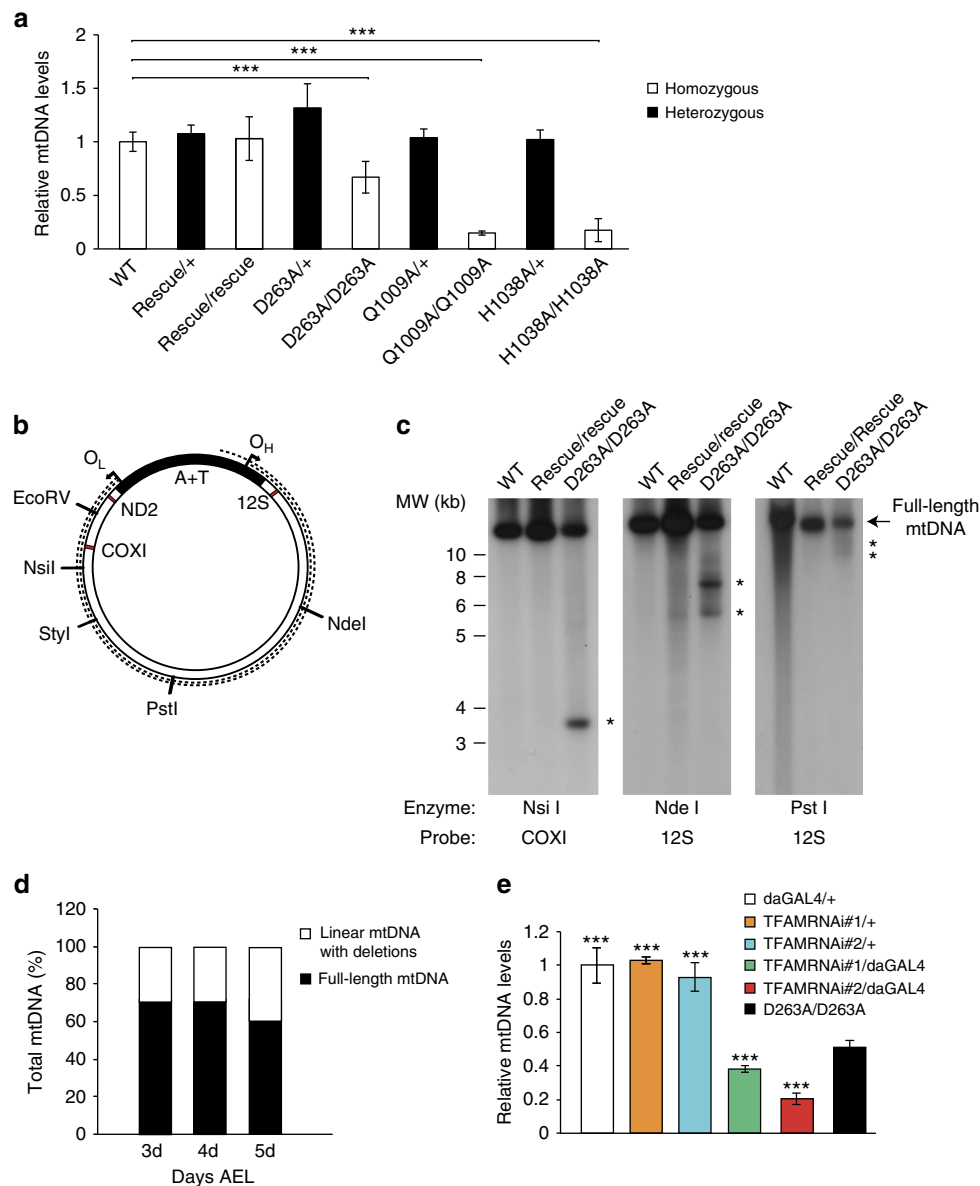 a
***
***
***
2
1.5
1
0.5
0
Relative mtDNA levels
Homozygous
Heterozygous
WT
Rescue/+
Rescue/rescue
D263A/+
D263A/D263A
Q1009A/+
Q1009A/Q1009A
H1038A/+
H1038A/H1038A
b
OL
OH
A+T
12S
EcoRV
ND2
COXI
NsiI
NdeI
StyI
PstI
c
WT
Rescue/rescue
D263A/D263A
WT
Rescue/rescue
D263A/D263A
WT
Rescue/Rescue
D263A/D263A
MW (kb)
Full-length
mtDNA
10
8
6
5
4
3
*
*
*
*
*
Enzyme: Nsi I Nde I Pst I
Probe: COXI 12S 12S
d
120
100
80
60
40
20
0
Total mtDNA (%)
Linear mtDNA
with deletions
Full-length mtDNA
3d 4d 5d
Days AEL
e
daGAL4/+
TFAMRNAi#1/+
TFAMRNAi#2/+
TFAMRNAi#1/daGAL4
TFAMRNAi#2/daGAL4
D263A/D263A
1.2
1
0.8
0.6
0.4
0.2
0
Relative mtDNA levels
*** *** *** *** ***